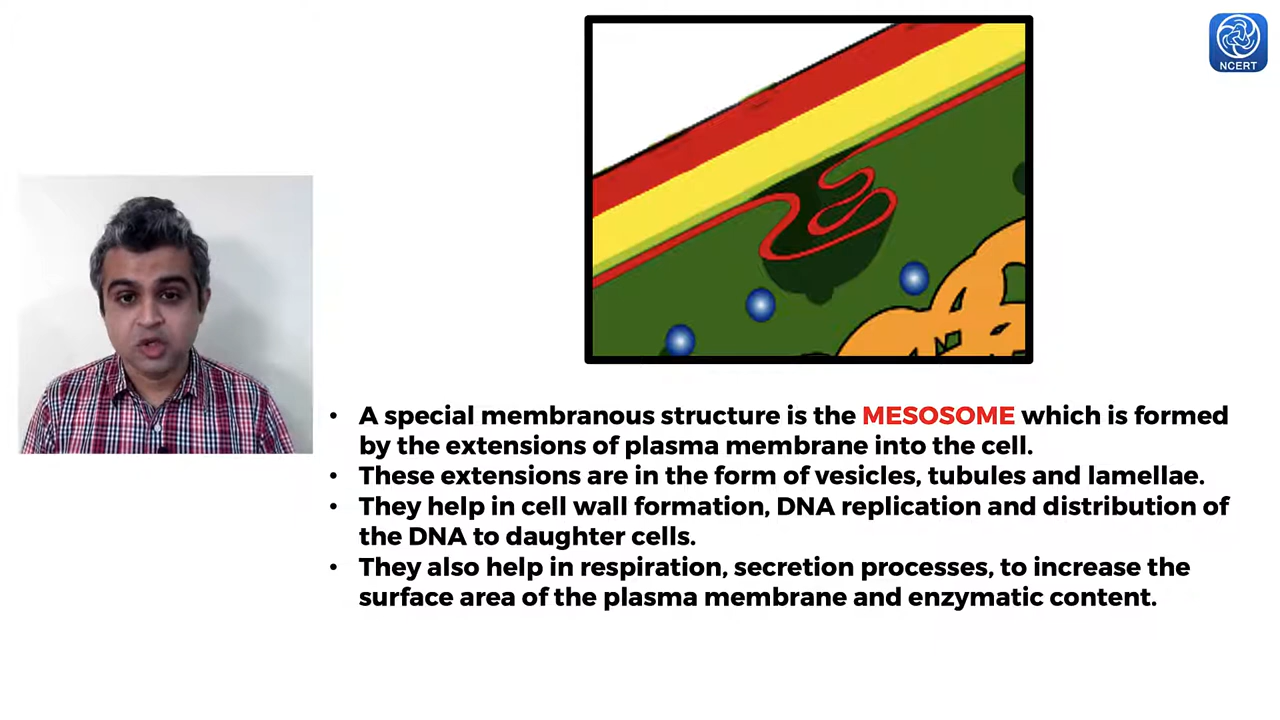 NCERT
• A special membranous structure is the MESOSOME which is formed
by the extensions of plasma membrane into the cell.
• These extensions are in the form of vesicles, tubules and lamellae.
• They help in cell wall formation, DNA replication and distribution of
the DNA to daughter cells.
• They also help in respiration, secretion processes, to increase the
surface area of the plasma membrane and enzymatic content.